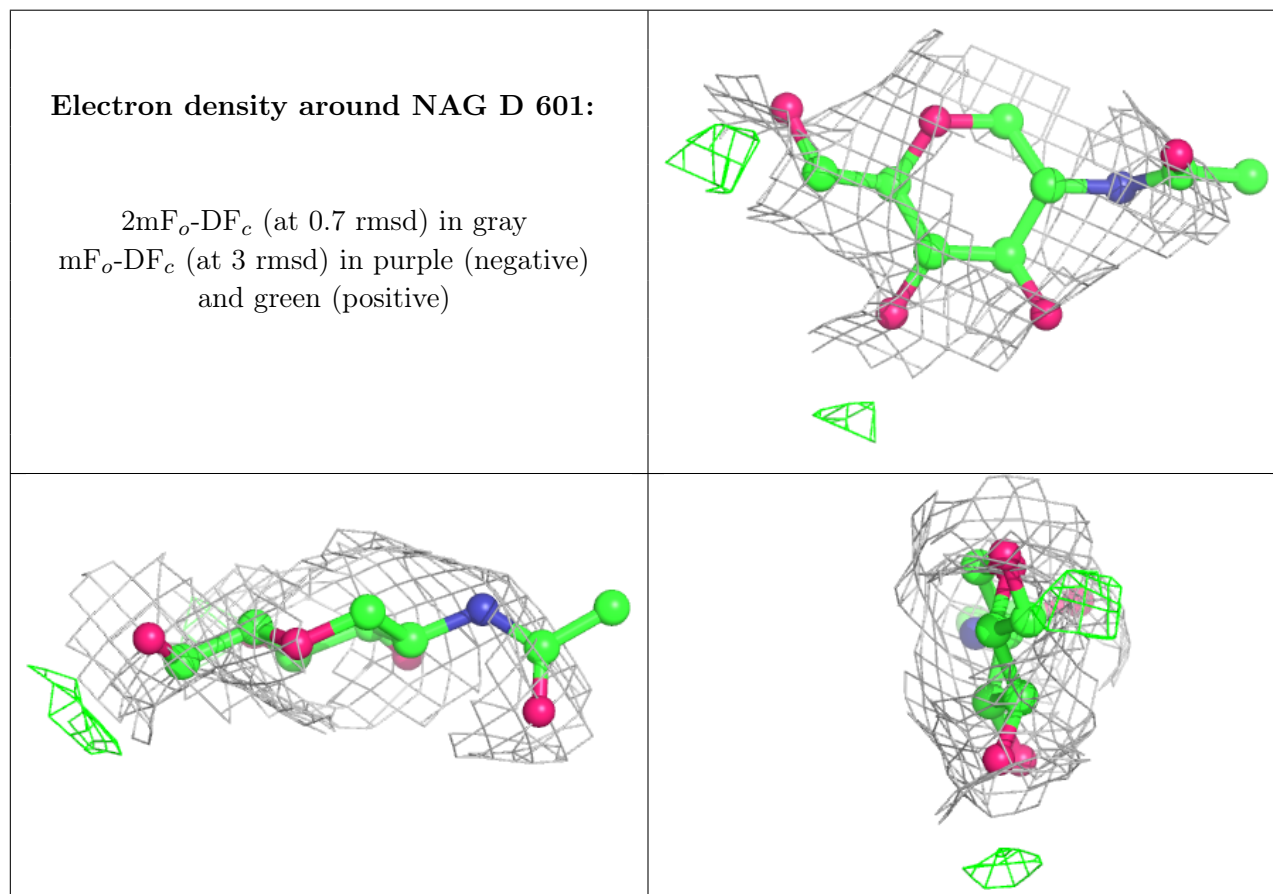 Electron density around NAG D 601:
2mFo-DFc (at 0.7 rmsd) in gray
mFo-DFc (at 3 rmsd) in purple (negative)
and green (positive)